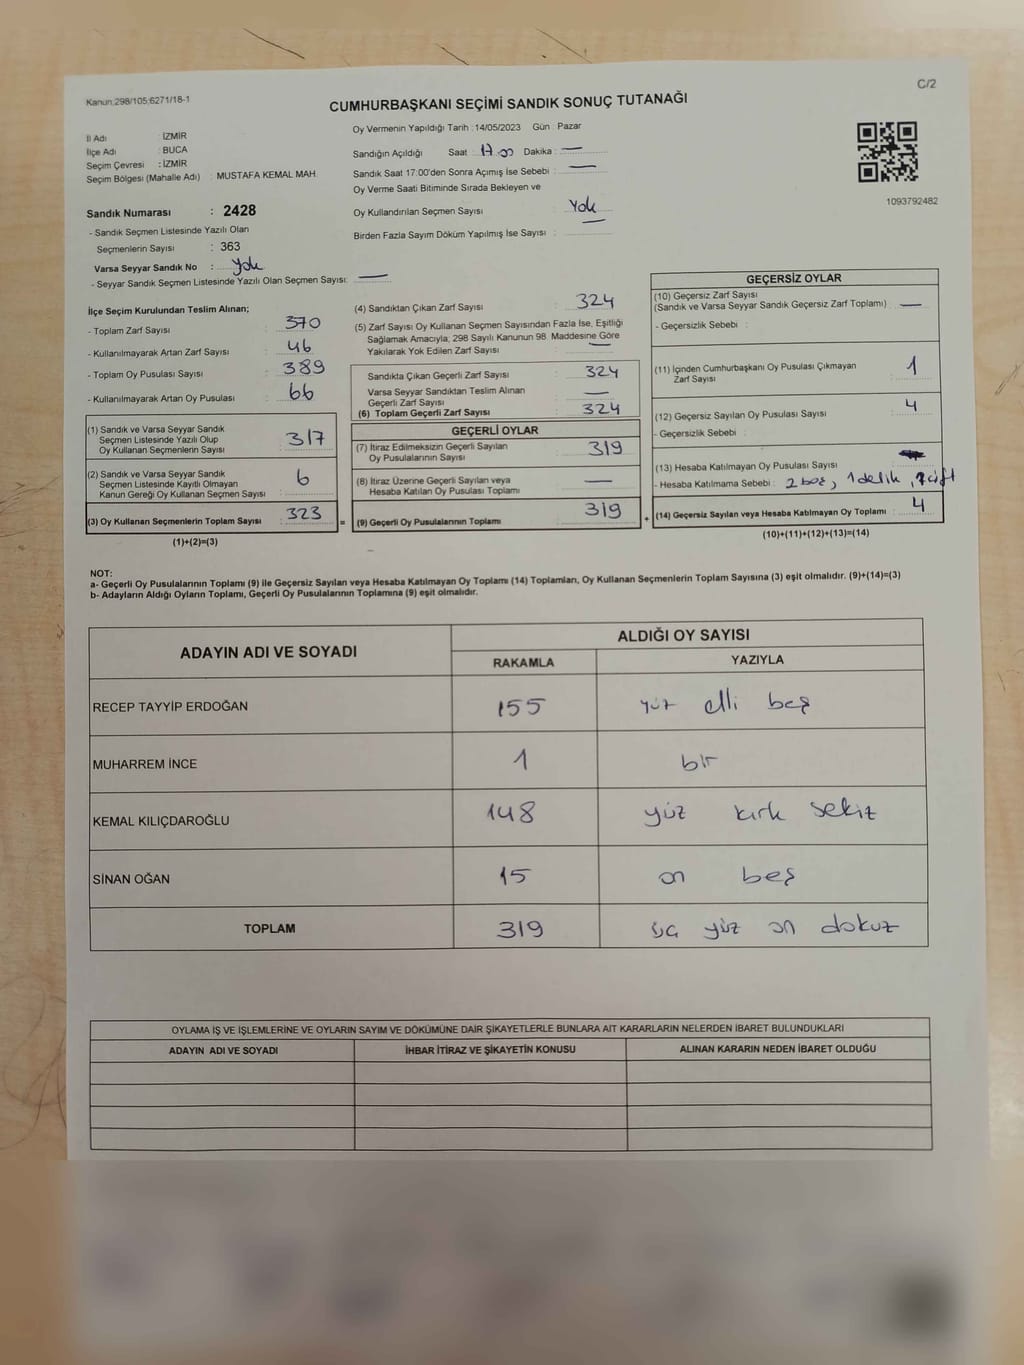 Kanun;298/105;6271/18-1
C/2
CUMHURBAŞKANI SEÇİMİ SANDIK SONUÇ TUTANAĞI
İl Adı : İZMİR
İlçe Adı : BUCA
Seçim Çevresi : İZMİR
Seçim Bölgesi (Mahalle Adı) : MUSTAFA KEMAL MAH.
Sandık Numarası : 2428
- Sandık Seçmen Listesinde Yazılı Olan
Seçmenlerin Sayısı : 363
Varsa Seyyar Sandık No : Yok
- Seyyar Sandık Seçmen Listesinde Yazılı Olan Seçmen Sayısı: —
Oy Vermenin Yapıldığı Tarih : 14/05/2023 Gün : Pazar
Sandığın Açıldığı Saat : 17.00 Dakika : —
Sandık Saat 17:00'den Sonra Açımış İse Sebebi : —
Oy Verme Saati Bitiminde Sırada Bekleyen ve
Oy Kullandırılan Seçmen Sayısı : Yok
Birden Fazla Sayım Döküm Yapılmış İse Sayısı :
1093792482
İlçe Seçim Kurulundan Teslim Alınan;
- Toplam Zarf Sayısı : 370
- Kullanılmayarak Artan Zarf Sayısı : 46
- Toplam Oy Pusulası Sayısı : 389
- Kullanılmayarak Artan Oy Pusulası : 66
(1) Sandık ve Varsa Seyyar Sandık
Seçmen Listesinde Yazılı Olup
Oy Kullanan Seçmenlerin Sayısı : 317
(2) Sandık ve Varsa Seyyar Sandık
Seçmen Listesinde Kayıtlı Olmayan
Kanun Gereği Oy Kullanan Seçmen Sayısı : 6
(3) Oy Kullanan Seçmenlerin Toplam Sayısı : 323
(1)+(2)=(3)
(4) Sandıktan Çıkan Zarf Sayısı : 324
(5) Zarf Sayısı Oy Kullanan Seçmen Sayısından Fazla İse, Eşitliği
Sağlamak Amacıyla; 298 Sayılı Kanunun 98. Maddesine Göre
Yakılarak Yok Edilen Zarf Sayısı : —
Sandıkta Çıkan Geçerli Zarf Sayısı : 324
Varsa Seyyar Sandıktan Teslim Alınan
Geçerli Zarf Sayısı : —
(6) Toplam Geçerli Zarf Sayısı : 324
GEÇERLİ OYLAR
(7) İtiraz Edilmeksizin Geçerli Sayılan
Oy Pusulalarının Sayısı : 319
(8) İtiraz Üzerine Geçerli Sayılan veya
Hesaba Katılan Oy Pusulası Toplamı : —
= (9) Geçerli Oy Pusulalarının Toplamı : 319 +
GEÇERSİZ OYLAR
(10) Geçersiz Zarf Sayısı
(Sandık ve Varsa Seyyar Sandık Geçersiz Zarf Toplamı) : —
- Geçersizlik Sebebi :
(11) İçinden Cumhurbaşkanı Oy Pusulası Çıkmayan
Zarf Sayısı : 1
(12) Geçersiz Sayılan Oy Pusulası Sayısı : 4
- Geçersizlik Sebebi :
(13) Hesaba Katılmayan Oy Pusulası Sayısı :
- Hesaba Katılmama Sebebi : 2 boş, 1 delik, 1 çift
(14) Geçersiz Sayılan veya Hesaba Katılmayan Oy Toplamı : 4
(10)+(11)+(12)+(13)=(14)
NOT:
a- Geçerli Oy Pusulalarının Toplamı (9) ile Geçersiz Sayılan veya Hesaba Katılmayan Oy Toplamı (14) Toplamları, Oy Kullanan Seçmenlerin Toplam Sayısına (3) eşit olmalıdır. (9)+(14)=(3)
b- Adayların Aldığı Oyların Toplamı, Geçerli Oy Pusulalarının Toplamına (9) eşit olmalıdır.
ADAYIN ADI VE SOYADI ALDIĞI OY SAYISI
RAKAMLA YAZIYLA
RECEP TAYYİP ERDOĞAN 155 yüz elli beş
MUHARREM İNCE 1 bir
KEMAL KILIÇDAROĞLU 148 yüz kırk sekiz
SİNAN OĞAN 15 on beş
TOPLAM 319 üç yüz on dokuz
OYLAMA İŞ VE İŞLEMLERİNE VE OYLARIN SAYIM VE DÖKÜMÜNE DAİR ŞİKAYETLERLE BUNLARA AİT KARARLARIN NELERDEN İBARET BULUNDUKLARI
ADAYIN ADI VE SOYADI İHBAR İTİRAZ VE ŞİKAYETİN KONUSU ALINAN KARARIN NEDEN İBARET OLDUĞU